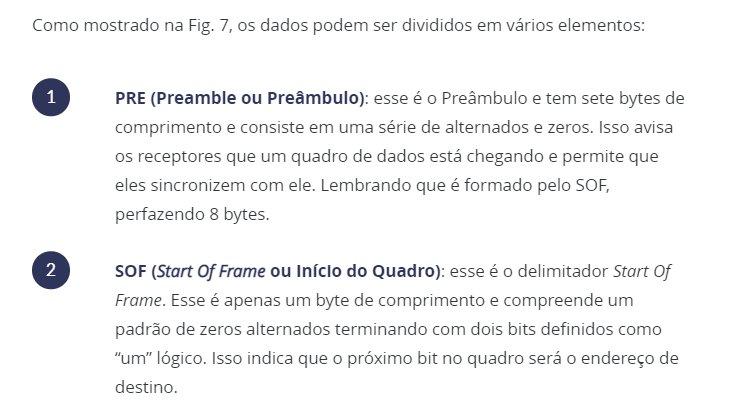 Como mostrado na Fig. 7, os dados podem ser divididos em vários elementos:
1
PRE (Preamble ou Preâmbulo): esse é o Preâmbulo e tem sete bytes de
comprimento e consiste em uma série de alternados e zeros. Isso avisa
os receptores que um quadro de dados está chegando e permite que
eles sincronizem com ele. Lembrando que é formado pelo SOF,
perfazendo 8 bytes.
2
SOF (Start Of Frame ou Início do Quadro): esse é o delimitador Start Of
Frame. Esse é apenas um byte de comprimento e compreende um
padrão de zeros alternados terminando com dois bits definidos como
“um” lógico. Isso indica que o próximo bit no quadro será o endereço de
destino.